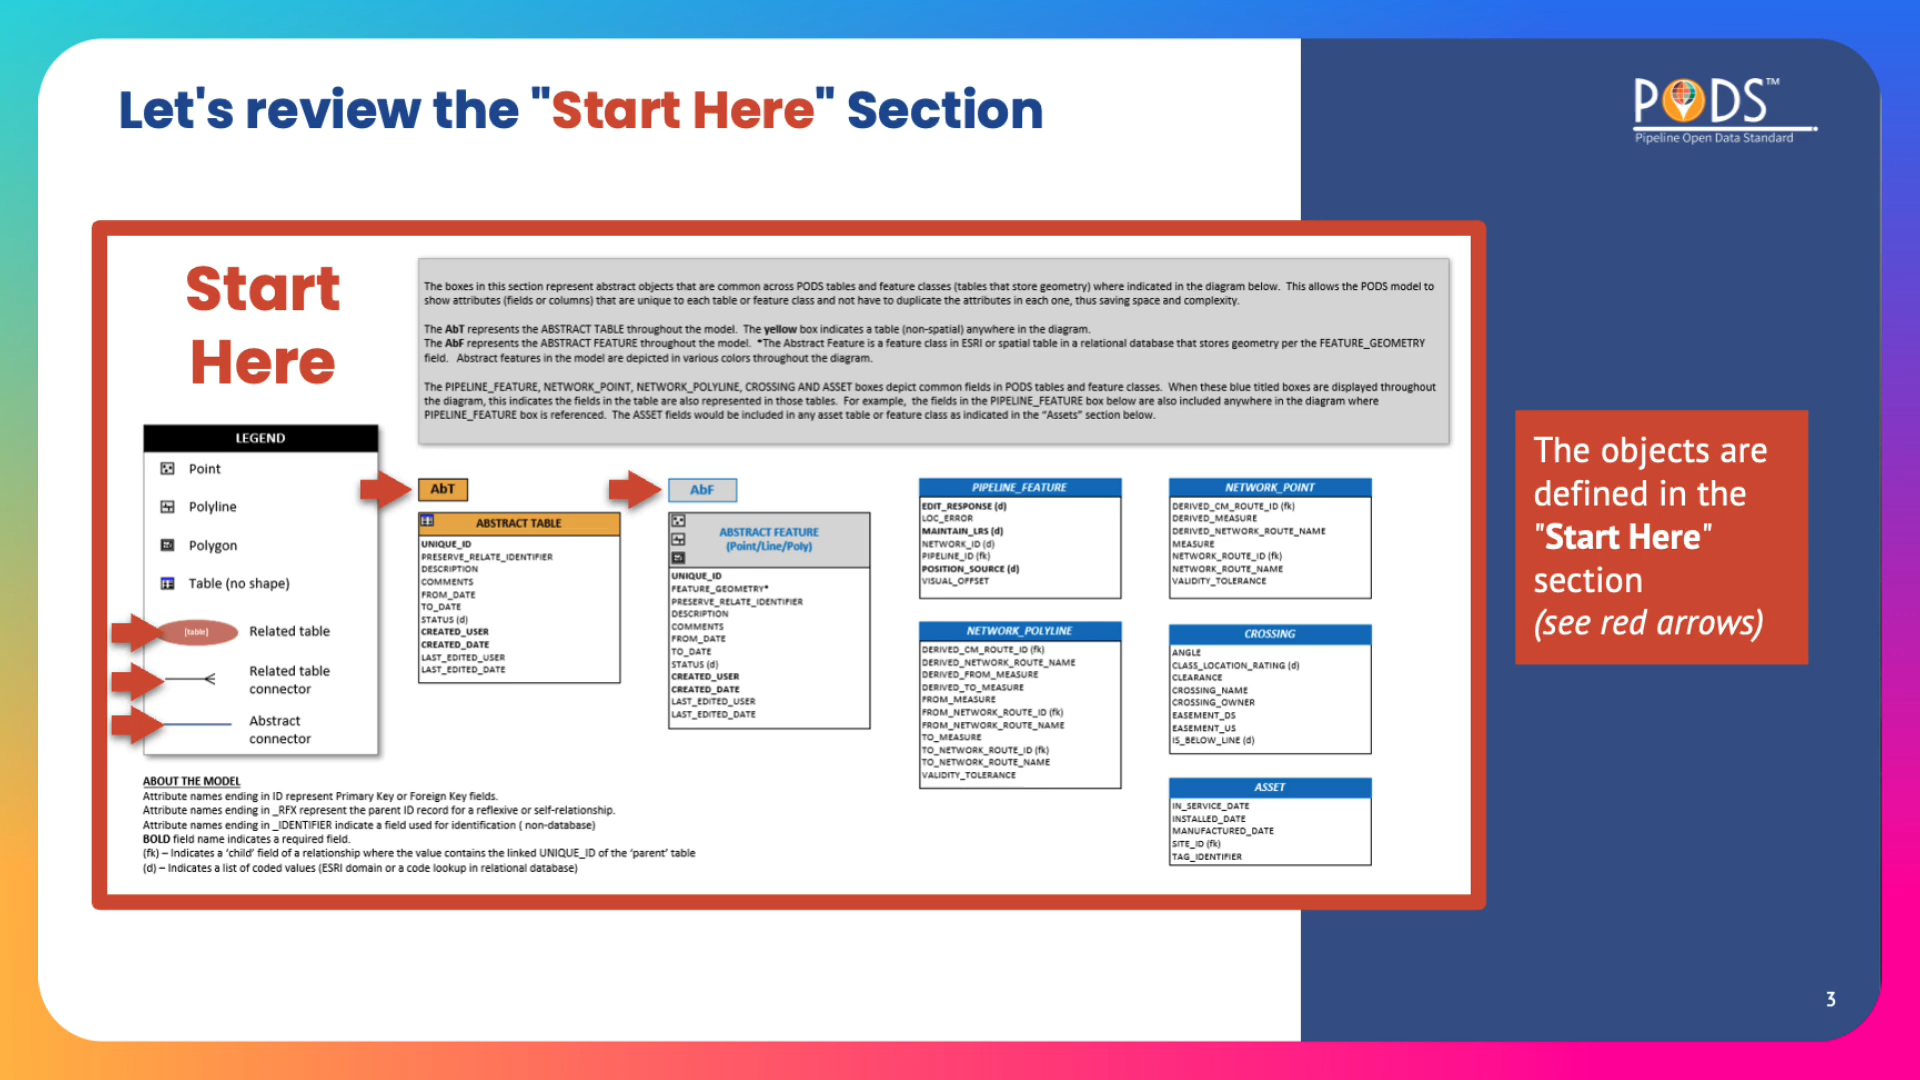 Let's review the "Start Here" Section
PODS™
Pipeline Open Data Standard
Start
Here
The boxes in this section represent abstract objects that are common across PODS tables and feature classes (tables that store geometry) where indicated in the diagram below. This allows the PODS model to
show attributes (fields or columns) that are unique to each table or feature class and not have to duplicate the attributes in each one, thus saving space and complexity.
The AbT represents the ABSTRACT TABLE throughout the model. The yellow box indicates a table (non-spatial) anywhere in the diagram.
The AbF represents the ABSTRACT FEATURE throughout the model. *The Abstract Feature is a feature class in ESRI or spatial table in a relational database that stores geometry per the FEATURE_GEOMETRY
field. Abstract features in the model are depicted in various colors throughout the diagram.
The PIPELINE_FEATURE, NETWORK_POINT, NETWORK_POLYLINE, CROSSING AND ASSET boxes depict common fields in PODS tables and feature classes. When these blue titled boxes are displayed throughout
the diagram, this indicates the fields in the table are also represented in those tables. For example, the fields in the PIPELINE_FEATURE box below are also included anywhere in the diagram where
PIPELINE_FEATURE box is referenced. The ASSET fields would be included in any asset table or feature class as indicated in the “Assets” section below.
LEGEND
Point
Polyline
Polygon
Table (no shape)
[table]
Related table
Related table
connector
Abstract
connector
AbT
ABSTRACT TABLE
UNIQUE_ID
PRESERVE_RELATE_IDENTIFIER
DESCRIPTION
COMMENTS
FROM_DATE
TO_DATE
STATUS (d)
CREATED_USER
CREATED_DATE
LAST_EDITED_USER
LAST_EDITED_DATE
AbF
ABSTRACT FEATURE
(Point/Line/Poly)
UNIQUE_ID
FEATURE_GEOMETRY*
PRESERVE_RELATE_IDENTIFIER
DESCRIPTION
COMMENTS
FROM_DATE
TO_DATE
STATUS (d)
CREATED_USER
CREATED_DATE
LAST_EDITED_USER
LAST_EDITED_DATE
PIPELINE_FEATURE
EDIT_RESPONSE (d)
LOC_ERROR
MAINTAIN_LRS (d)
NETWORK_ID (d)
PIPELINE_ID (fk)
POSITION_SOURCE (d)
VISUAL_OFFSET
NETWORK_POLYLINE
DERIVED_CM_ROUTE_ID (fk)
DERIVED_NETWORK_ROUTE_NAME
DERIVED_FROM_MEASURE
DERIVED_TO_MEASURE
FROM_MEASURE
FROM_NETWORK_ROUTE_ID (fk)
FROM_NETWORK_ROUTE_NAME
TO_MEASURE
TO_NETWORK_ROUTE_ID (fk)
TO_NETWORK_ROUTE_NAME
VALIDITY_TOLERANCE
NETWORK_POINT
DERIVED_CM_ROUTE_ID (fk)
DERIVED_MEASURE
DERIVED_NETWORK_ROUTE_NAME
MEASURE
NETWORK_ROUTE_ID (fk)
NETWORK_ROUTE_NAME
VALIDITY_TOLERANCE
CROSSING
ANGLE
CLASS_LOCATION_RATING (d)
CLEARANCE
CROSSING_NAME
CROSSING_OWNER
EASEMENT_DS
EASEMENT_US
IS_BELOW_LINE (d)
ASSET
IN_SERVICE_DATE
INSTALLED_DATE
MANUFACTURED_DATE
SITE_ID (fk)
TAG_IDENTIFIER
ABOUT THE MODEL
Attribute names ending in ID represent Primary Key or Foreign Key fields.
Attribute names ending in _RFX represent the parent ID record for a reflexive or self-relationship.
Attribute names ending in _IDENTIFIER indicate a field used for identification ( non-database)
BOLD field name indicates a required field.
(fk) – Indicates a ‘child’ field of a relationship where the value contains the linked UNIQUE_ID of the ‘parent’ table
(d) – Indicates a list of coded values (ESRI domain or a code lookup in relational database)
The objects are
defined in the
"Start Here"
section
(see red arrows)
3